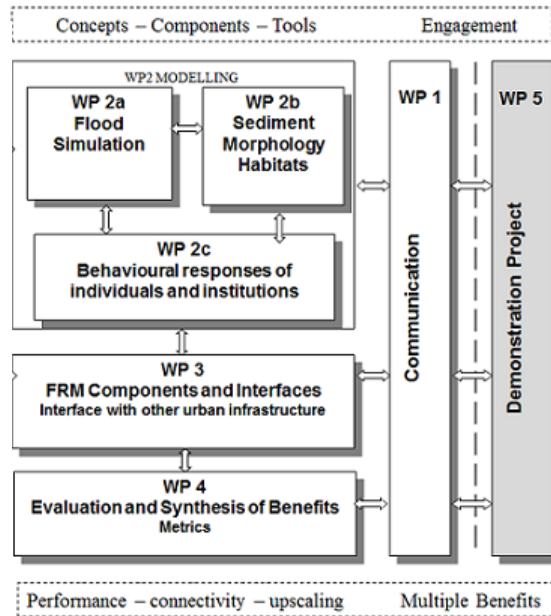 Concepts – Components – Tools
Engagement
WP2 MODELLING
WP 2a
Flood
Simulation
WP 2b
Sediment
Morphology
Habitats
WP 2c
Behavioural responses of
individuals and institutions
WP 3
FRM Components and Interfaces
Interface with other urban infrastructure
WP 4
Evaluation and Synthesis of Benefits
Metrics
WP 1
Communication
WP 5
Demonstration Project
Performance – connectivity – upscaling
Multiple Benefits